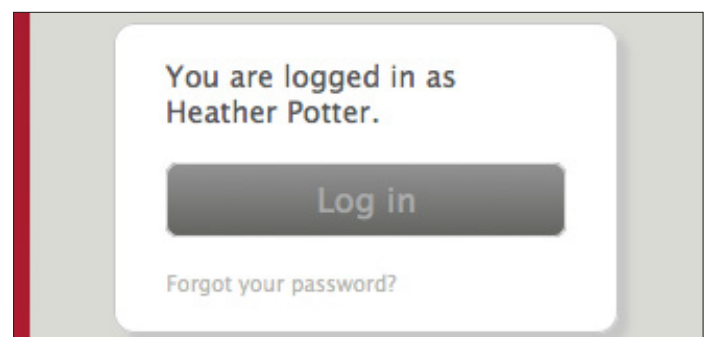 You are logged in as
Heather Potter.
Log in
Forgot your password?